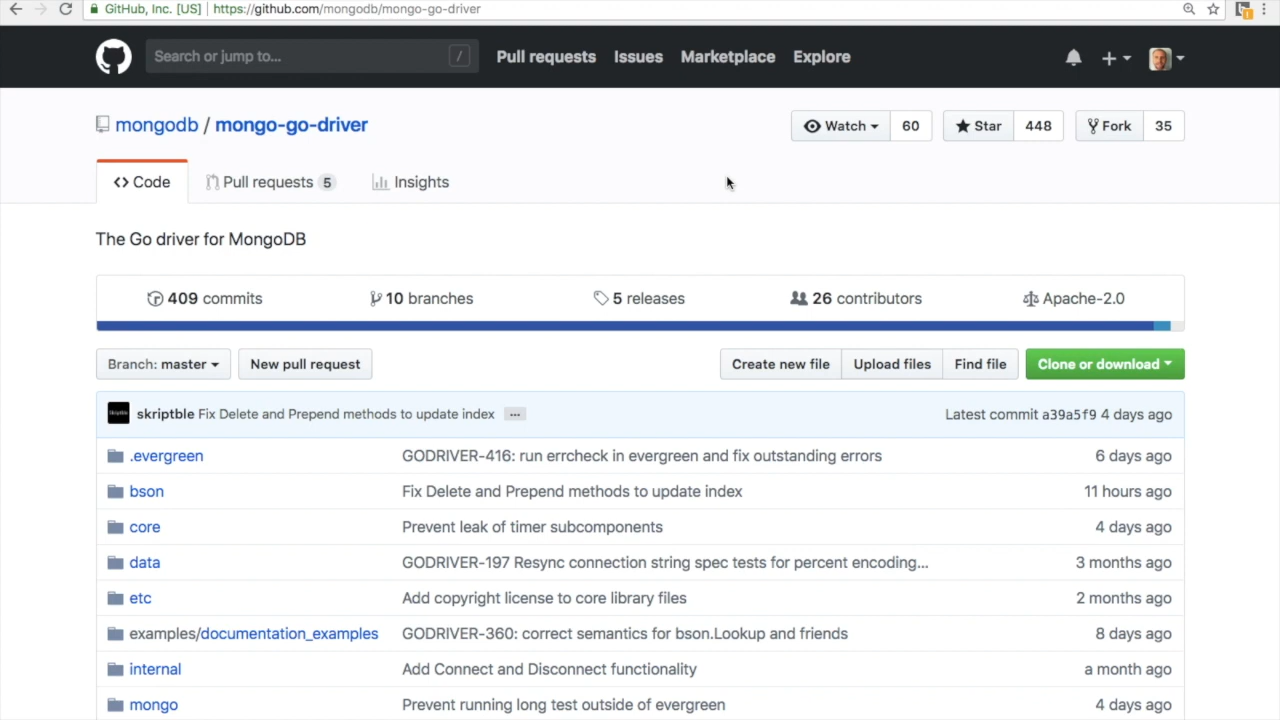 GitHub, Inc. [US] https://github.com/mongodb/mongo-go-driver
Search or jump to... / Pull requests Issues Marketplace Explore
mongodb / mongo-go-driver Watch 60 Star 448 Fork 35
Code Pull requests 5 Insights
The Go driver for MongoDB
409 commits 10 branches 5 releases 26 contributors Apache-2.0
Branch: master New pull request Create new file Upload files Find file Clone or download
skriptble Fix Delete and Prepend methods to update index ... Latest commit a39a5f9 4 days ago
.evergreen GODRIVER-416: run errcheck in evergreen and fix outstanding errors 6 days ago
bson Fix Delete and Prepend methods to update index 11 hours ago
core Prevent leak of timer subcomponents 4 days ago
data GODRIVER-197 Resync connection string spec tests for percent encoding... 3 months ago
etc Add copyright license to core library files 2 months ago
examples/documentation_examples GODRIVER-360: correct semantics for bson.Lookup and friends 8 days ago
internal Add Connect and Disconnect functionality a month ago
mongo Prevent running long test outside of evergreen 4 days ago